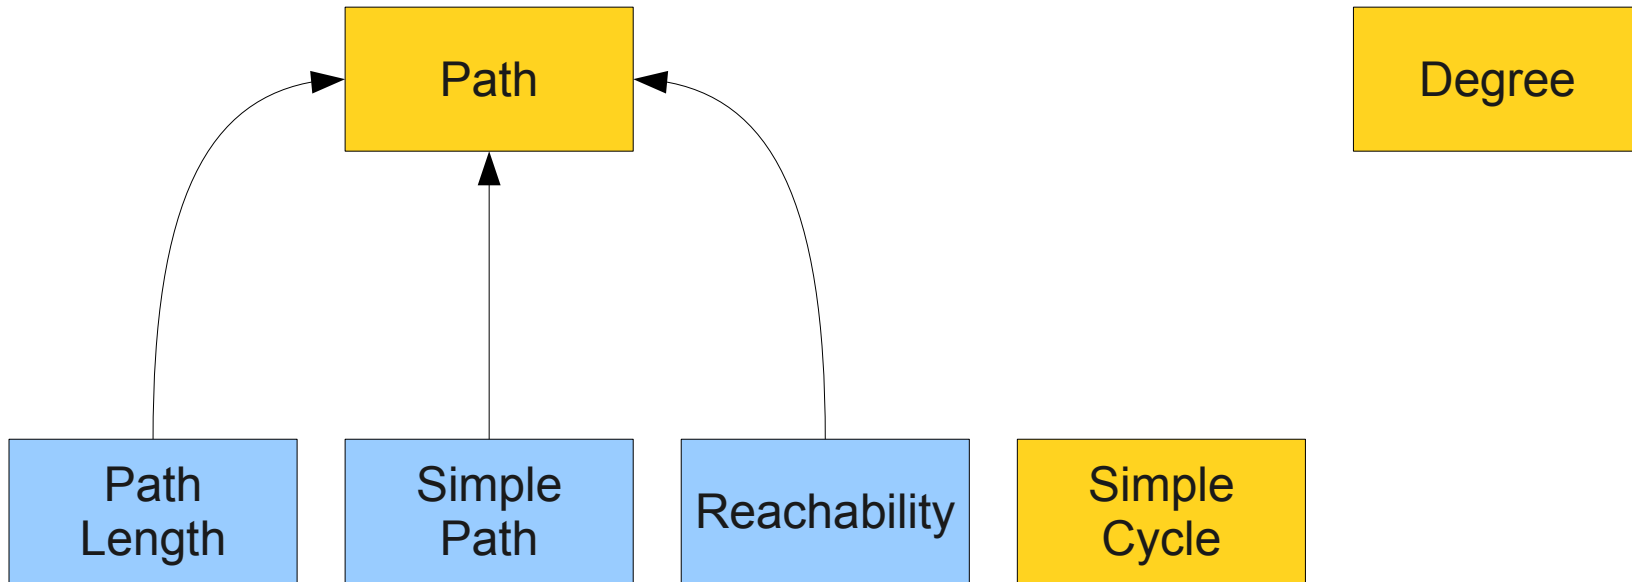 Path
Degree
Path
Length
Simple
Path
Reachability
Simple
Cycle